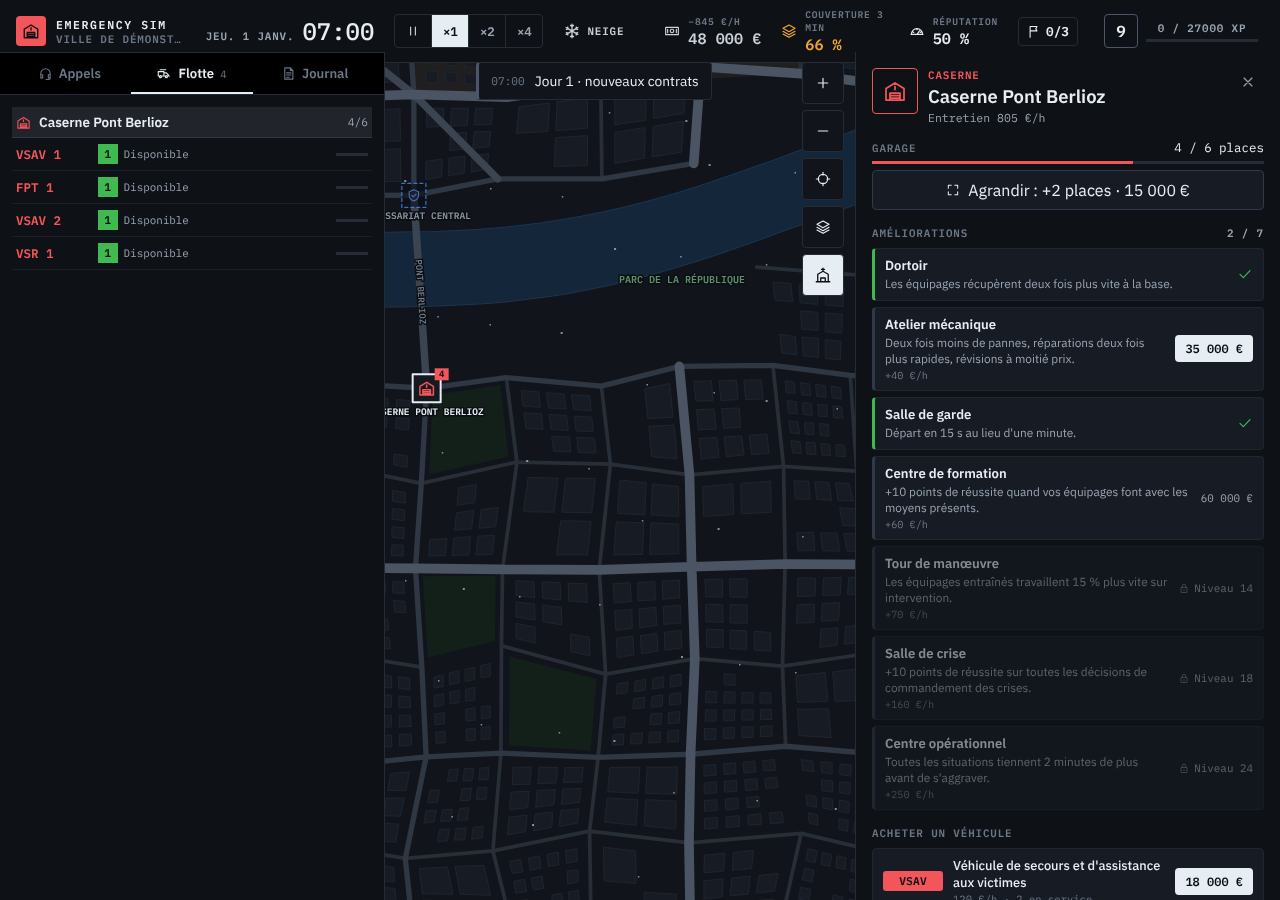 EMERGENCY SIM
VILLE DE DÉMONST…
JEU. 1 JANV. 07:00
×1 ×2 ×4
NEIGE
−845 €/H
48 000 €
COUVERTURE 3 MIN
66 %
RÉPUTATION
50 %
0/3
9
0 / 27000 XP
Appels
Flotte 4
Journal
Caserne Pont Berlioz 4/6
VSAV 1 1 Disponible
FPT 1 1 Disponible
VSAV 2 1 Disponible
VSR 1 1 Disponible
07:00 Jour 1 · nouveaux contrats
SSARIAT CENTRAL
PONT BERLIOZ
PARC DE LA RÉPUBLIQUE
4
SERNE PONT BERLIOZ
CASERNE
Caserne Pont Berlioz
Entretien 805 €/h
GARAGE 4 / 6 places
Agrandir : +2 places · 15 000 €
AMÉLIORATIONS 2 / 7
Dortoir
Les équipages récupèrent deux fois plus vite à la base.
Atelier mécanique
Deux fois moins de pannes, réparations deux fois
plus rapides, révisions à moitié prix.
+40 €/h
35 000 €
Salle de garde
Départ en 15 s au lieu d'une minute.
Centre de formation
+10 points de réussite quand vos équipages font avec les
moyens présents.
+60 €/h
60 000 €
Tour de manœuvre
Les équipages entraînés travaillent 15 % plus vite sur
intervention.
+70 €/h
Niveau 14
Salle de crise
+10 points de réussite sur toutes les décisions de
commandement des crises.
+160 €/h
Niveau 18
Centre opérationnel
Toutes les situations tiennent 2 minutes de plus
avant de s'aggraver.
+250 €/h
Niveau 24
ACHETER UN VÉHICULE
VSAV
Véhicule de secours et d'assistance
aux victimes
120 €/h · 2 en service
18 000 €